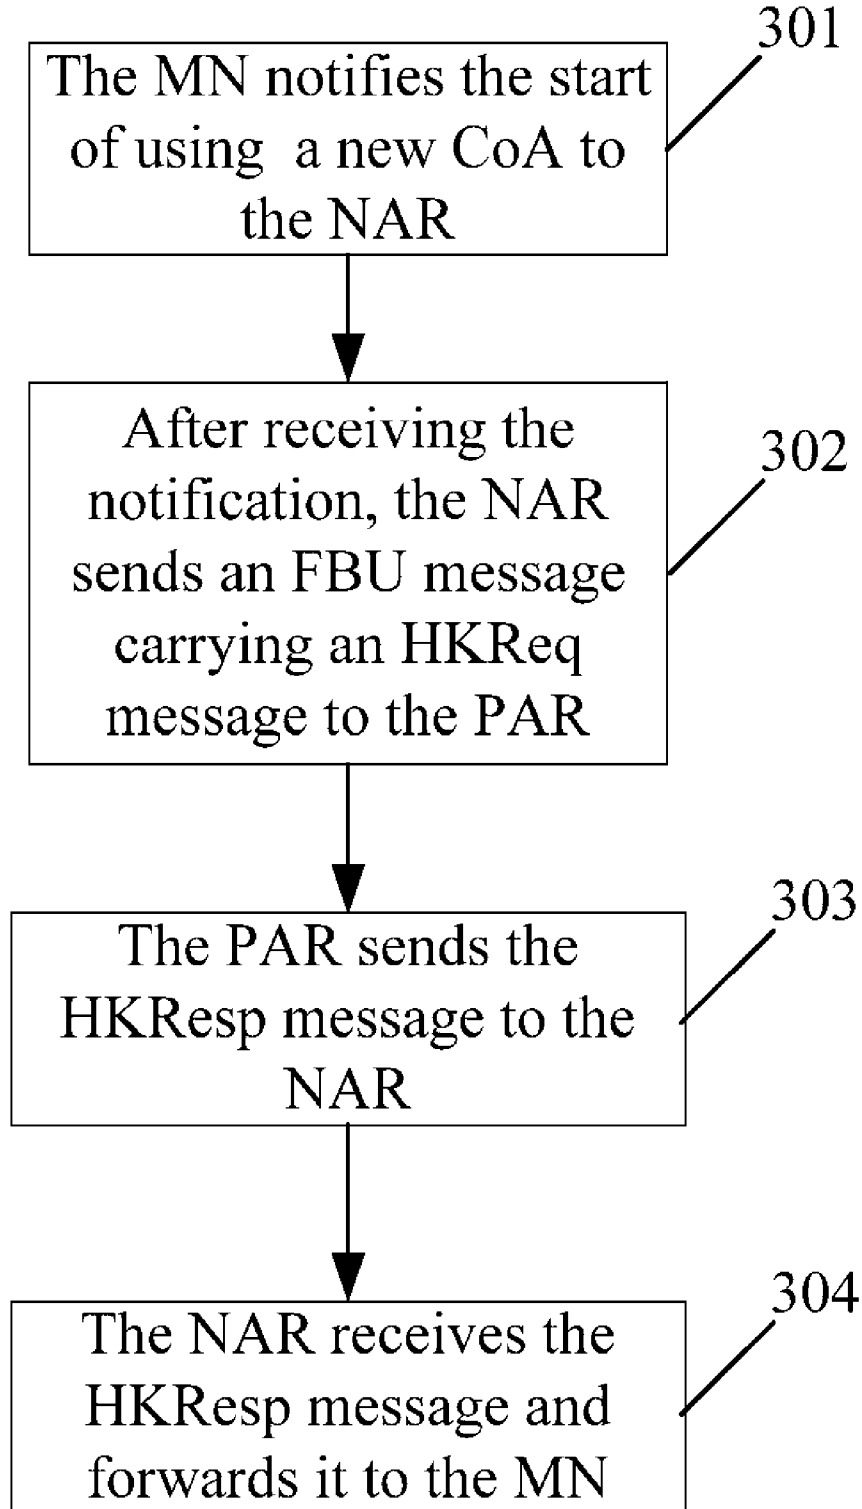 301
The MN notifies the start
of using a new CoA to
the NAR
302
After receiving the
notification, the NAR
sends an FBU message
carrying an HKReq
message to the PAR
303
The PAR sends the
HKResp message to the
NAR
304
The NAR receives the
HKResp message and
forwards it to the MN